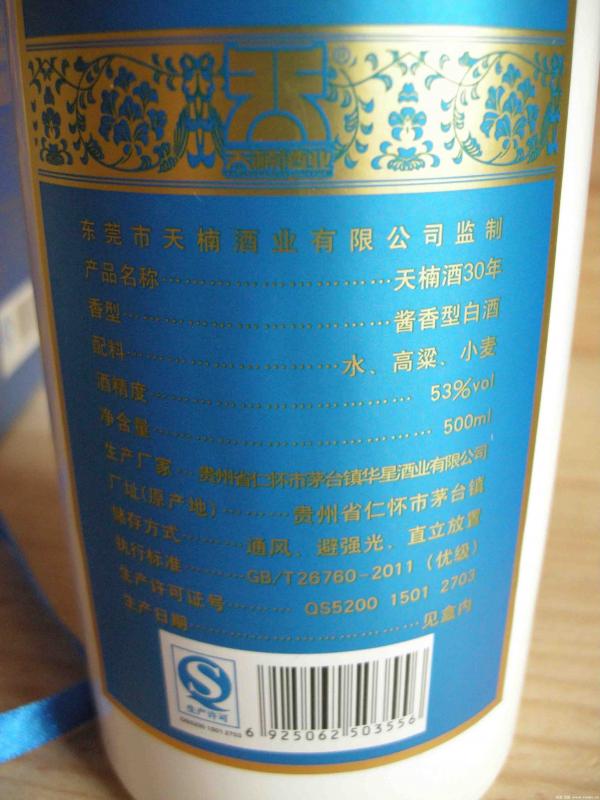 天楠酒业
东莞市天楠酒业有限公司监制
产品名称……………………天楠酒30年
香型……………………酱香型白酒
配料……………………水、高粱、小麦
酒精度……………………53%vol
净含量……………………500ml
生产厂家…贵州省仁怀市茅台镇华星酒业有限公司
厂址(原产地)………贵州省仁怀市茅台镇
储存方式………通风、避强光、直立放置
执行标准………GB/T26760-2011（优级）
生产许可证号………QS5200 1501 2703
生产日期……………………见盒内
生产许可
QS5200 1501 2703
6 925062 503556